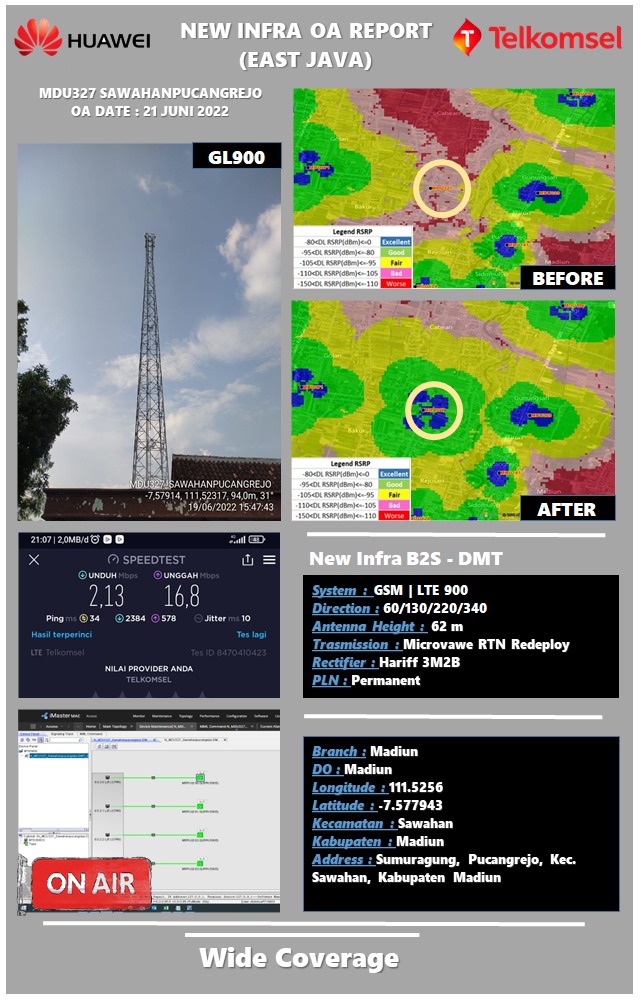 HUAWEI
NEW INFRA OA REPORT
(EAST JAVA)
Telkomsel
MDU327 SAWAHANPUCANGREJO
OA DATE : 21 JUNI 2022
GL900
MDU327 SAWAHANPUCANGREJO
-7,57914, 111,52317, 94,0m, 31°
19/06/2022 15:47:43
Legend RSRP
-80<DL RSRP(dBm)<=0 Excellent
-95<DL RSRP(dBm)<=-80 Good
-105<DL RSRP(dBm)<=-95 Fair
-110<DL RSRP(dBm)<=-105 Bad
-150<DL RSRP(dBm)<=-110 Worse
BEFORE
Legend RSRP
-80<DL RSRP(dBm)<=0 Excellent
-95<DL RSRP(dBm)<=-80 Good
-105<DL RSRP(dBm)<=-95 Fair
-110<DL RSRP(dBm)<=-105 Bad
-150<DL RSRP(dBm)<=-110 Worse
AFTER
21:07 | 2,0MB/d
SPEEDTEST
UNDUH Mbps UNGGAH Mbps
2,13 16,8
Ping ms 34 2384 578 Jitter ms 10
Hasil terperinci Tes lagi
LTE Telkomsel Tes ID 8470410423
NILAI PROVIDER ANDA
TELKOMSEL
New Infra B2S - DMT
System : GSM | LTE 900
Direction : 60/130/220/340
Antenna Height : 62 m
Trasmission : Microvawe RTN Redeploy
Rectifier : Hariff 3M2B
PLN : Permanent
iMaster MAE
ON AIR
Branch : Madiun
DO : Madiun
Longitude : 111.5256
Latitude : -7.577943
Kecamatan : Sawahan
Kabupaten : Madiun
Address : Sumuragung, Pucangrejo, Kec.
Sawahan, Kabupaten Madiun
Wide Coverage